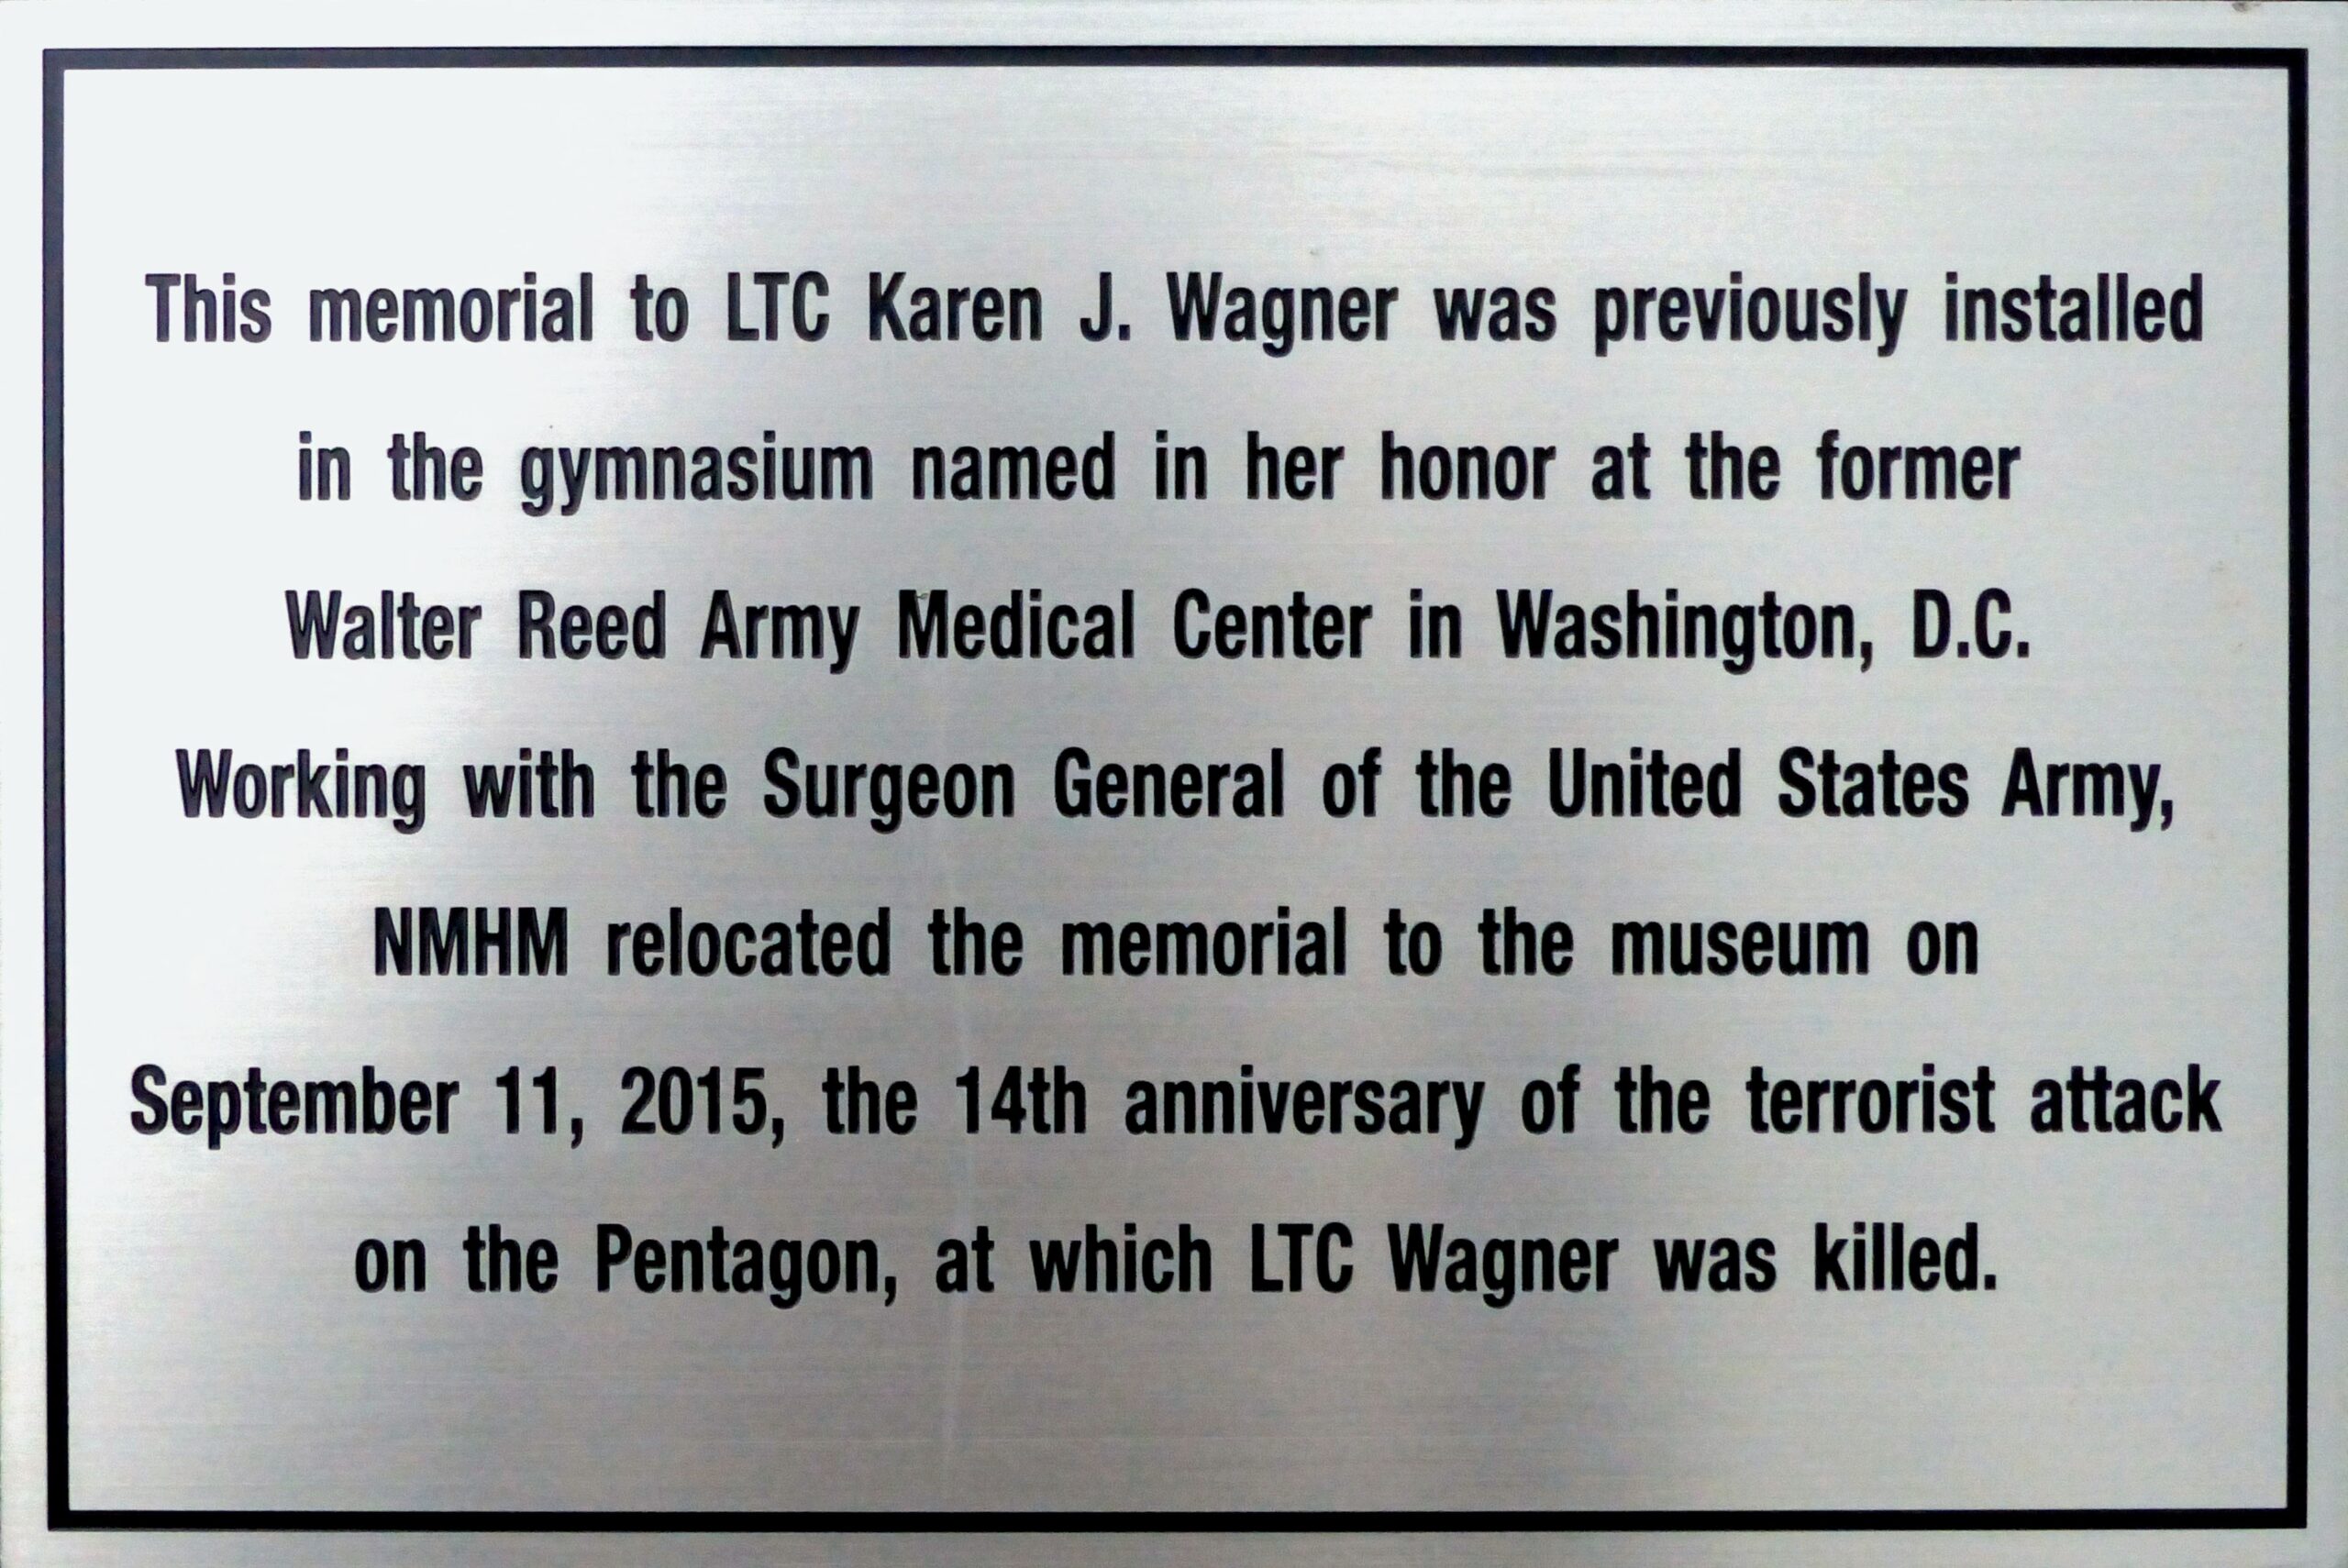 This memorial to LTC Karen J. Wagner was previously installed
in the gymnasium named in her honor at the former
Walter Reed Army Medical Center in Washington, D.C.
Working with the Surgeon General of the United States Army,
NMHM relocated the memorial to the museum on
September 11, 2015, the 14th anniversary of the terrorist attack
on the Pentagon, at which LTC Wagner was killed.